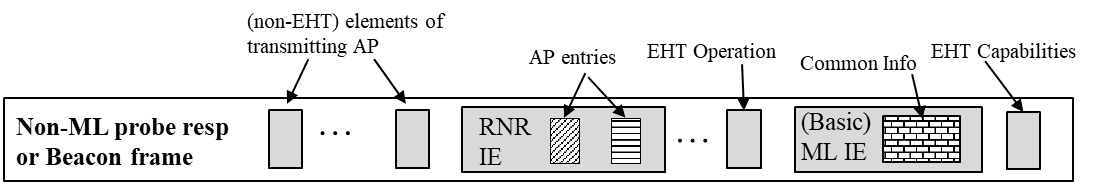 (non-EHT) elements of
transmitting AP
AP entries
EHT Operation
Common Info
EHT Capabilities
Non-ML probe resp
or Beacon frame
...
RNR
IE
...
(Basic)
ML IE